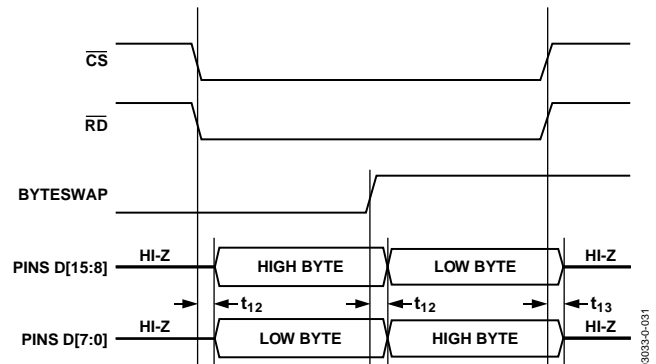 CS
RD
BYTESWAP
PINS D[15:8] HI-Z HIGH BYTE LOW BYTE HI-Z
t12 t12 t13
PINS D[7:0] HI-Z LOW BYTE HIGH BYTE HI-Z
3033-0-031